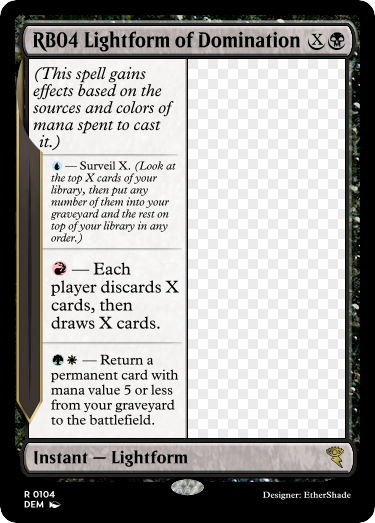 RB04 Lightform of Domination X
(This spell gains
effects based on the
sources and colors of
mana spent to cast
it.)
— Surveil X. (Look at
the top X cards of your
library, then put any
number of them into your
graveyard and the rest on
top of your library in any
order.)
— Each
player discards X
cards, then
draws X cards.
— Return a
permanent card with
mana value 5 or less
from your graveyard
to the battlefield.
Instant — Lightform
R 0104
DEM
Designer: EtherShade